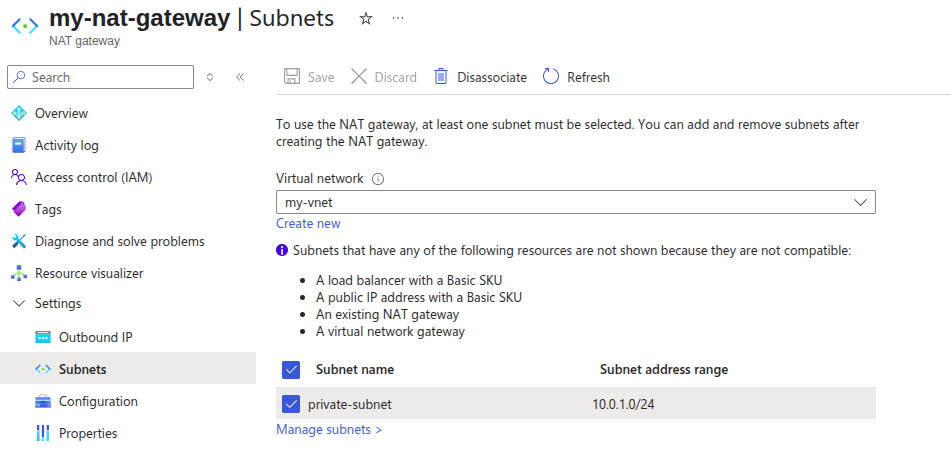 my-nat-gateway | Subnets
NAT gateway
Search
Save Discard Disassociate Refresh
Overview
Activity log
Access control (IAM)
Tags
Diagnose and solve problems
Resource visualizer
Settings
Outbound IP
Subnets
Configuration
Properties
To use the NAT gateway, at least one subnet must be selected. You can add and remove subnets after
creating the NAT gateway.
Virtual network
my-vnet
Create new
Subnets that have any of the following resources are not shown because they are not compatible:
• A load balancer with a Basic SKU
• A public IP address with a Basic SKU
• An existing NAT gateway
• A virtual network gateway
Subnet name Subnet address range
private-subnet 10.0.1.0/24
Manage subnets >